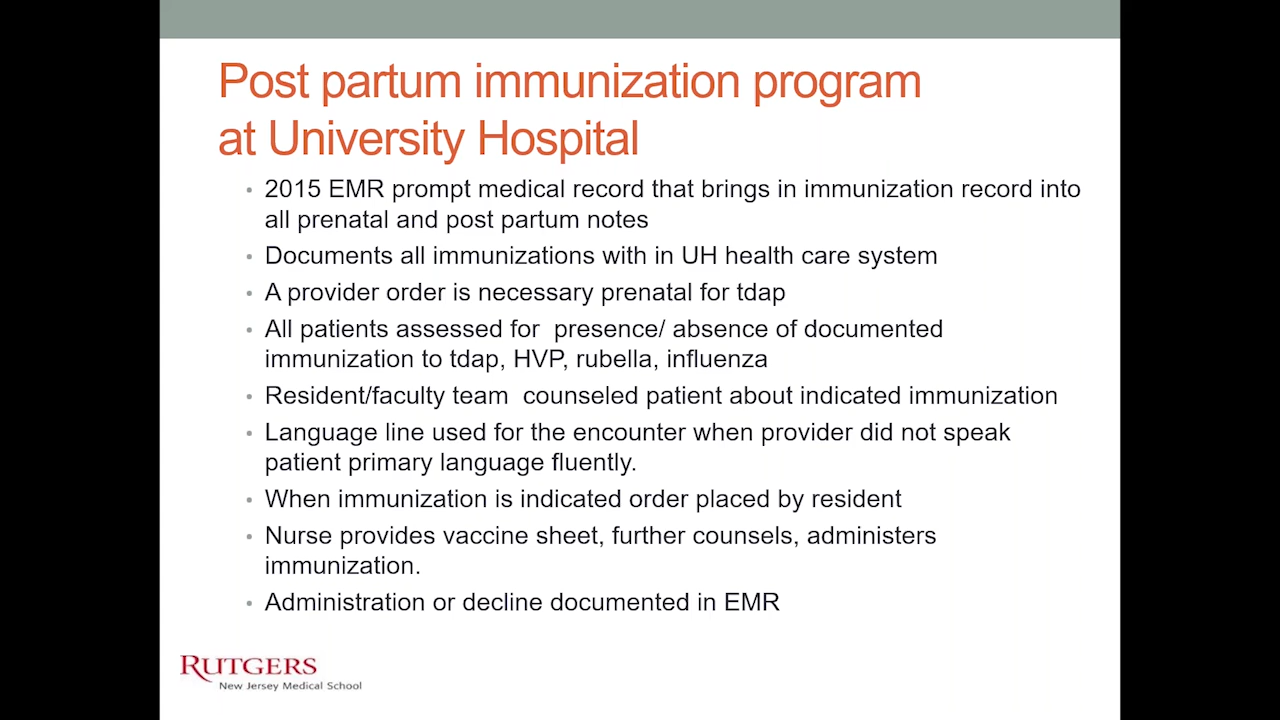 Post partum immunization program
at University Hospital
• 2015 EMR prompt medical record that brings in immunization record into
all prenatal and post partum notes
• Documents all immunizations with in UH health care system
• A provider order is necessary prenatal for tdap
• All patients assessed for  presence/ absence of documented
immunization to tdap, HVP, rubella, influenza
• Resident/faculty team  counseled patient about indicated immunization
• Language line used for the encounter when provider did not speak
patient primary language fluently.
• When immunization is indicated order placed by resident
• Nurse provides vaccine sheet, further counsels, administers
immunization.
• Administration or decline documented in EMR
RUTGERS
New Jersey Medical School